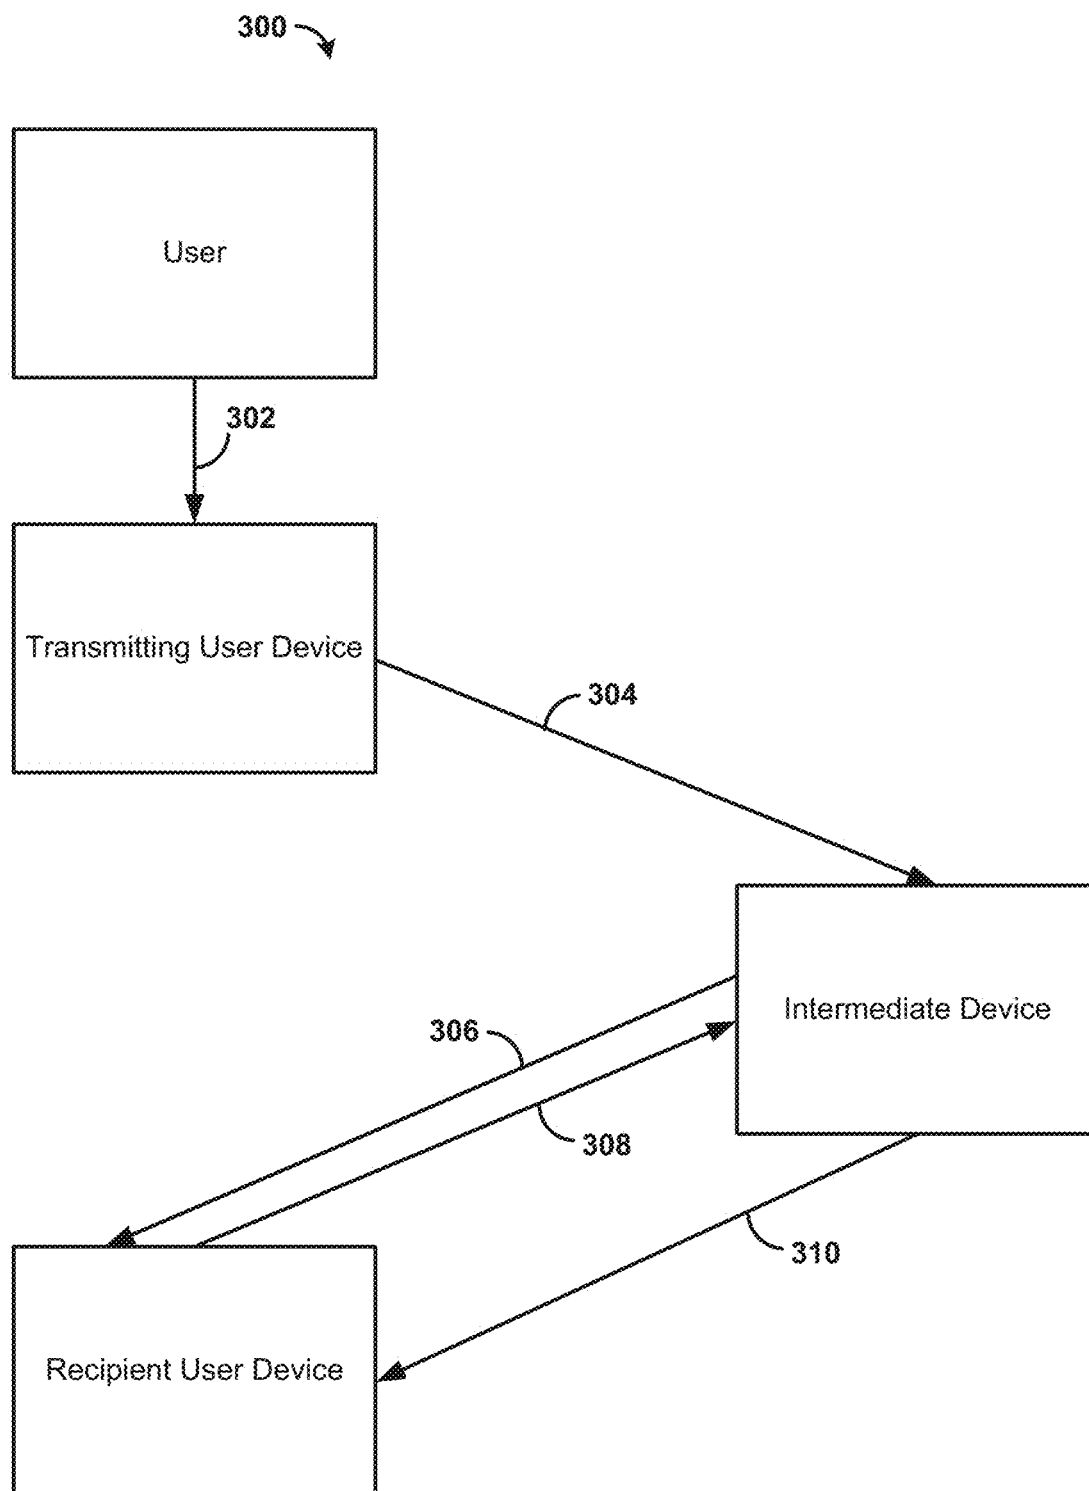 300
User
302
Transmitting User Device
304
Intermediate Device
306
308
310
Recipient User Device